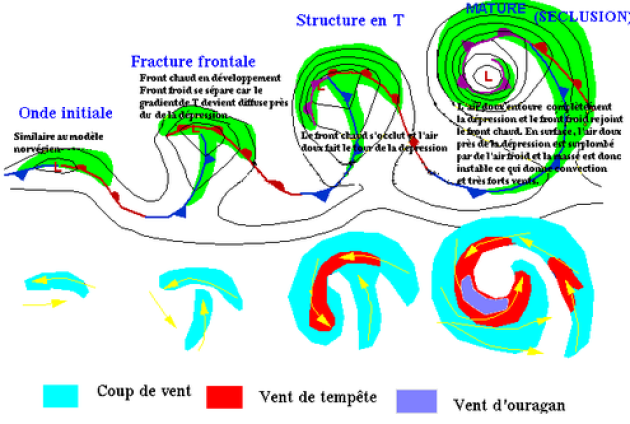 MATURE (SECLUSION)
Structure en T
Fracture frontale
Front chaud en développement
Front froid se sépare car le
gradient de T devient diffuse près
du de la dépression
Onde initiale
Similaire au modèle
norvégien
L
L
L
L
Le front chaud s'occlut et l'air
doux fait le tour de la dépression
L'air doux entoure complètement
la dépression et le front froid rejoint
le front chaud. En surface, l'air doux
près de la dépression est surplombé
par de l'air froid et la masse est donc
instable ce qui donne convection
et très forts vents.
Coup de vent
Vent de tempête
Vent d'ouragan